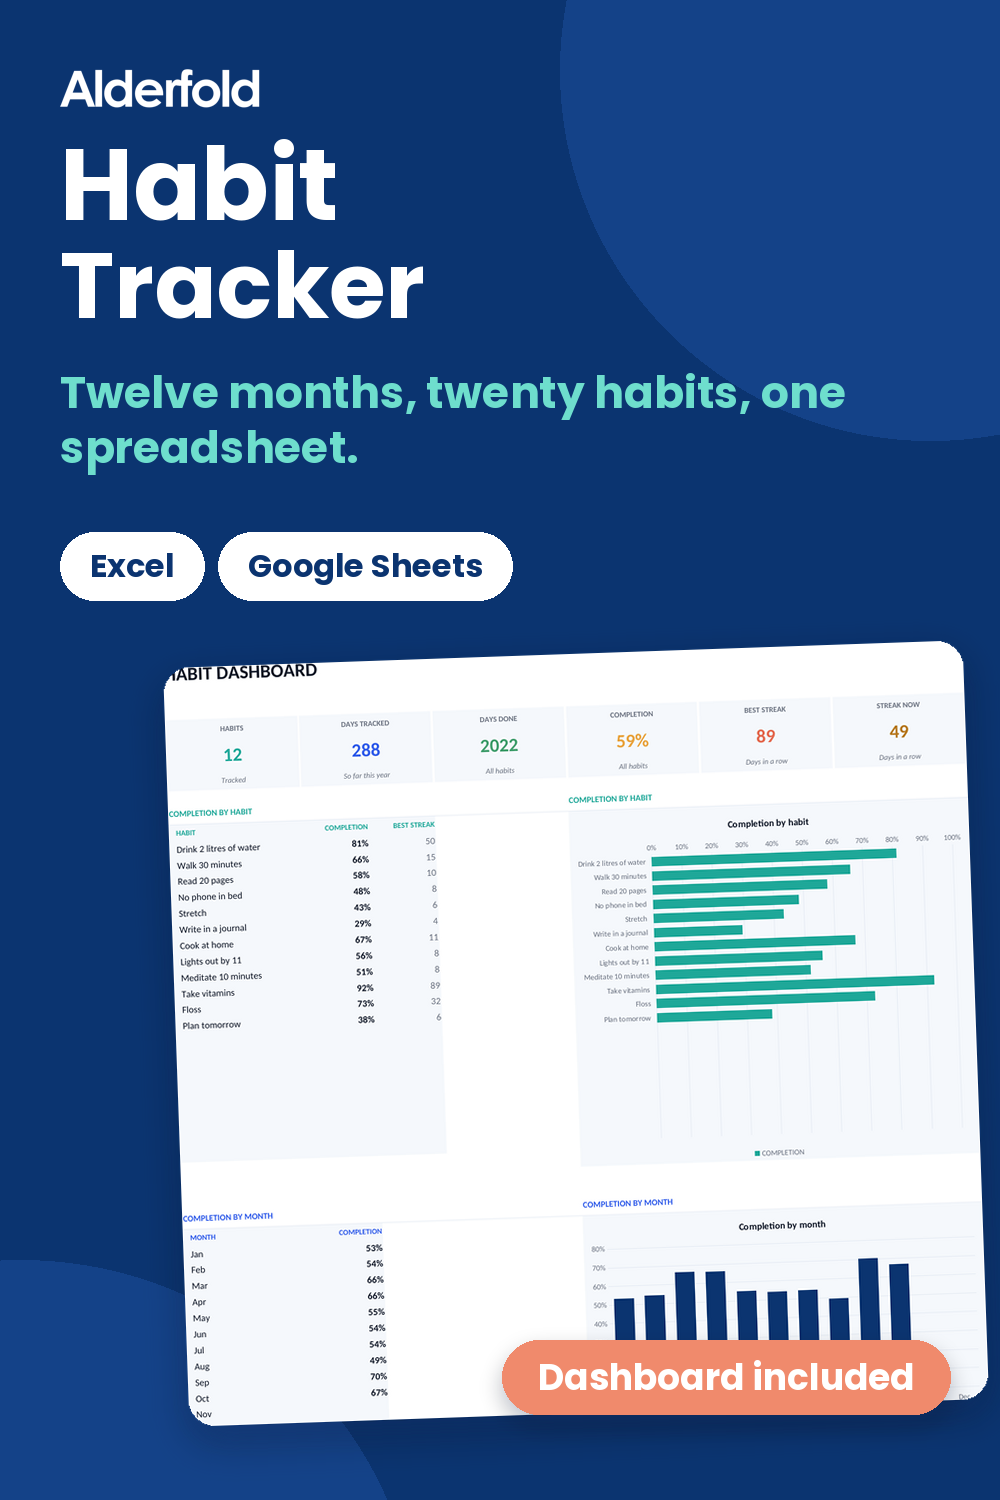 Alderfold
Habit
Tracker
Twelve months, twenty habits, one
spreadsheet.
Excel
Google Sheets
HABIT DASHBOARD
HABITS
12
Tracked
DAYS TRACKED
288
So far this year
DAYS DONE
2022
All habits
COMPLETION
59%
All habits
BEST STREAK
89
Days in a row
STREAK NOW
49
Days in a row
COMPLETION BY HABIT
HABIT COMPLETION BEST STREAK
Drink 2 litres of water 81% 50
Walk 30 minutes 66% 15
Read 20 pages 58% 10
No phone in bed 48% 8
Stretch 43% 6
Write in a journal 29% 4
Cook at home 67% 11
Lights out by 11 56% 8
Meditate 10 minutes 51% 8
Take vitamins 92% 89
Floss 73% 32
Plan tomorrow 38% 6
COMPLETION BY HABIT
Completion by habit
0% 10% 20% 30% 40% 50% 60% 70% 80% 90% 100%
Drink 2 litres of water
Walk 30 minutes
Read 20 pages
No phone in bed
Stretch
Write in a journal
Cook at home
Lights out by 11
Meditate 10 minutes
Take vitamins
Floss
Plan tomorrow
COMPLETION
COMPLETION BY MONTH
MONTH COMPLETION
Jan 53%
Feb 54%
Mar 66%
Apr 66%
May 55%
Jun 54%
Jul 54%
Aug 49%
Sep 70%
Oct 67%
Nov
COMPLETION BY MONTH
Completion by month
80%
70%
60%
50%
40%
Dec
Dashboard included